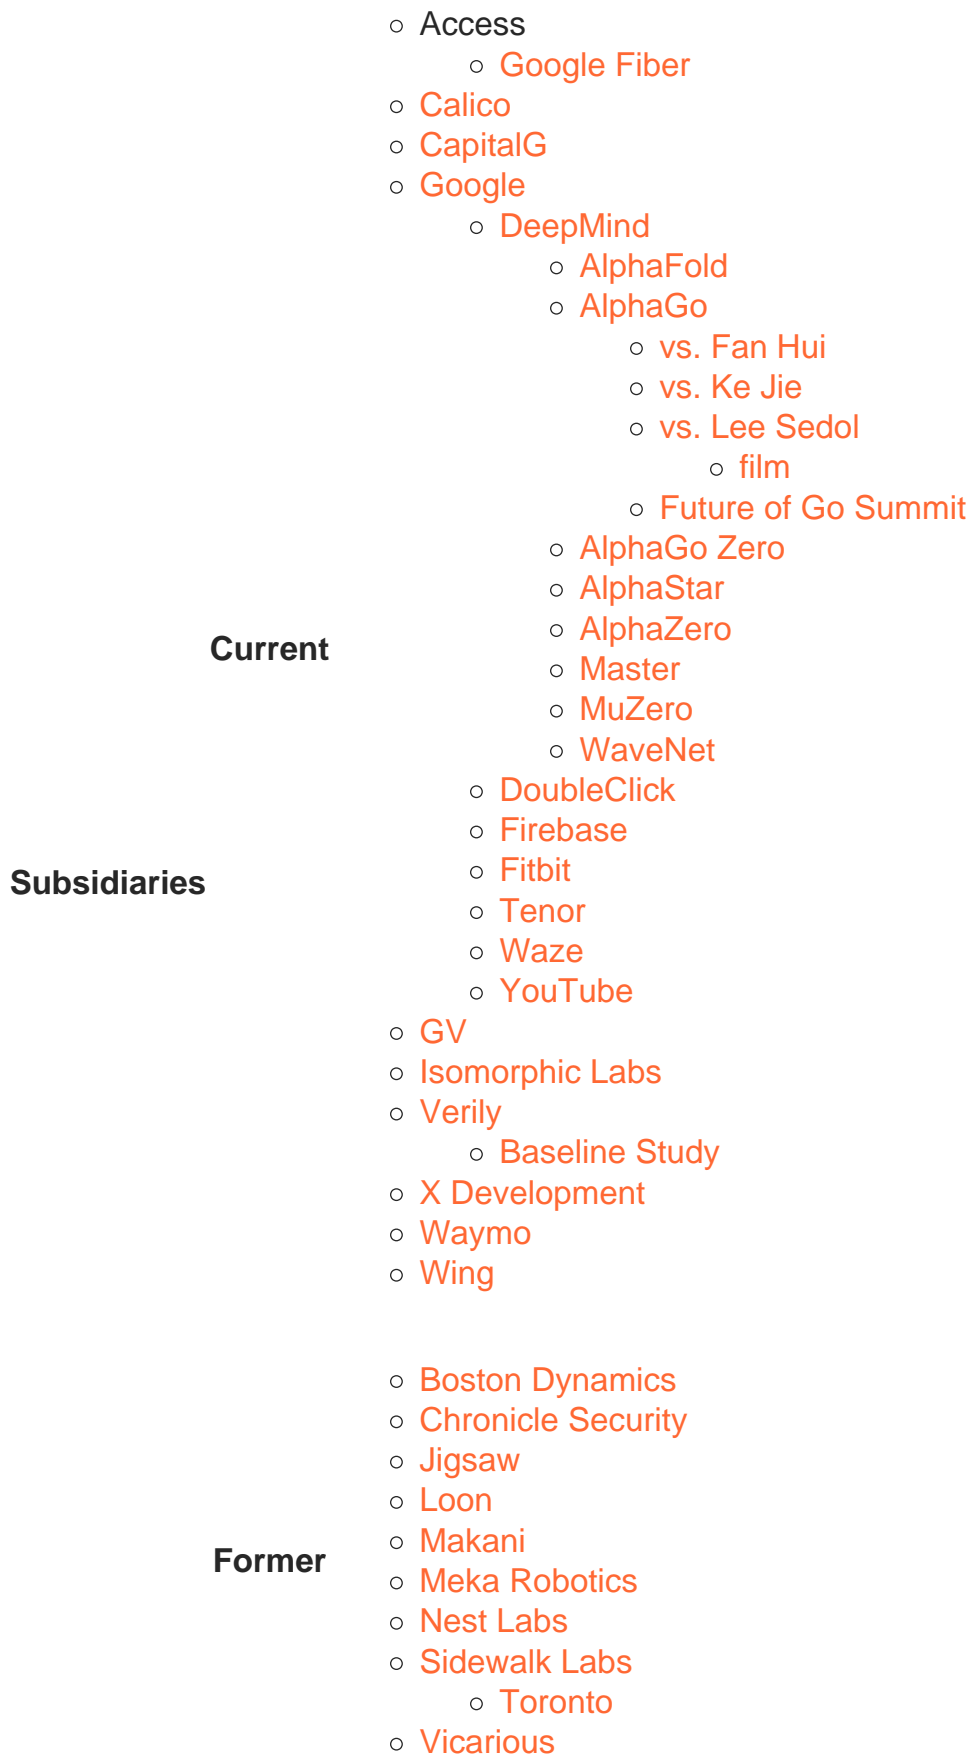 Subsidiaries
Current
Access
Google Fiber
Calico
CapitalG
Google
DeepMind
AlphaFold
AlphaGo
vs. Fan Hui
vs. Ke Jie
vs. Lee Sedol
film
Future of Go Summit
AlphaGo Zero
AlphaStar
AlphaZero
Master
MuZero
WaveNet
DoubleClick
Firebase
Fitbit
Tenor
Waze
YouTube
GV
Isomorphic Labs
Verily
Baseline Study
X Development
Waymo
Wing
Former
Boston Dynamics
Chronicle Security
Jigsaw
Loon
Makani
Meka Robotics
Nest Labs
Sidewalk Labs
Toronto
Vicarious